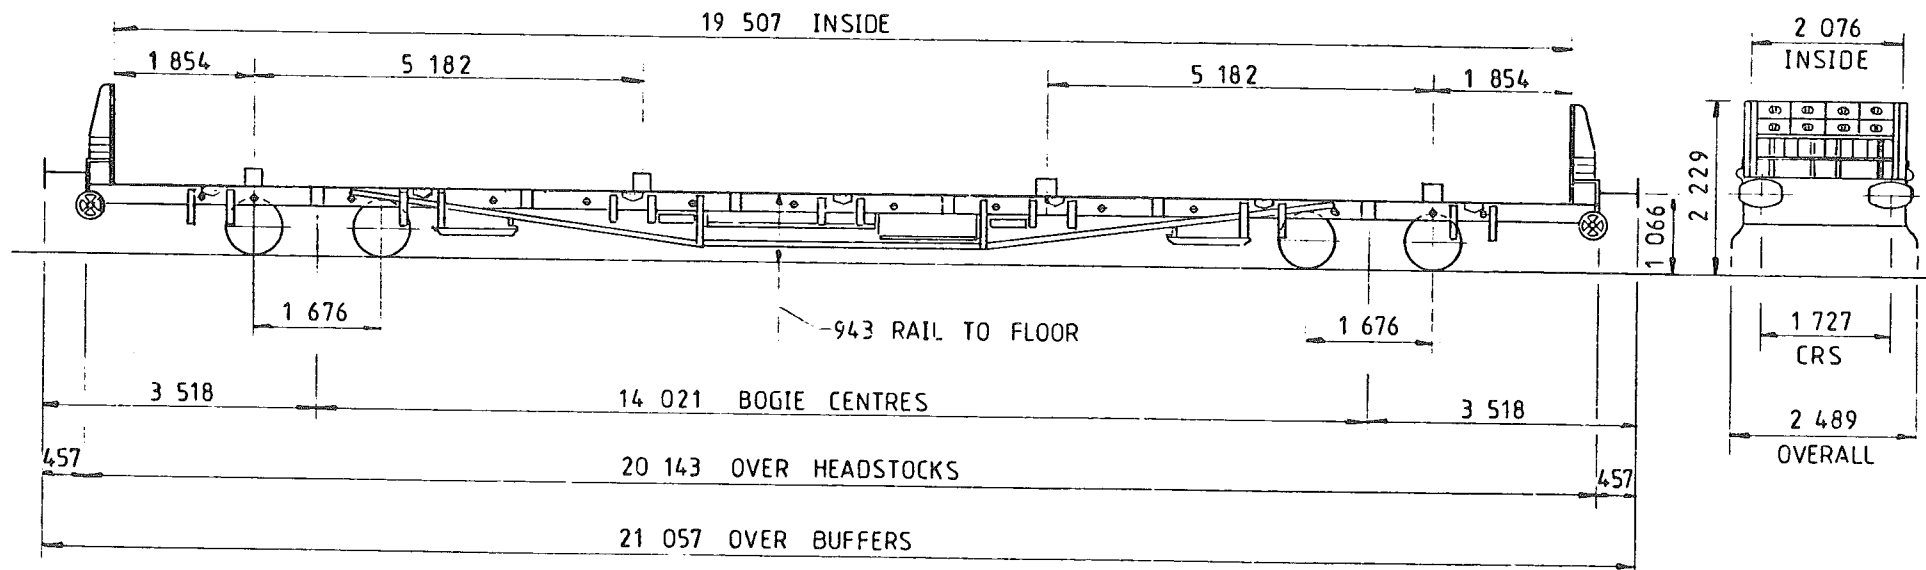 19 507 INSIDE
2 076
INSIDE
1 854
5 182
5 182
1 854
2 229
1 066
1 676
943 RAIL TO FLOOR
1 676
1 727
CRS
3 518
14 021 BOGIE CENTRES
3 518
2 489
OVERALL
457
20 143 OVER HEADSTOCKS
457
21 057 OVER BUFFERS